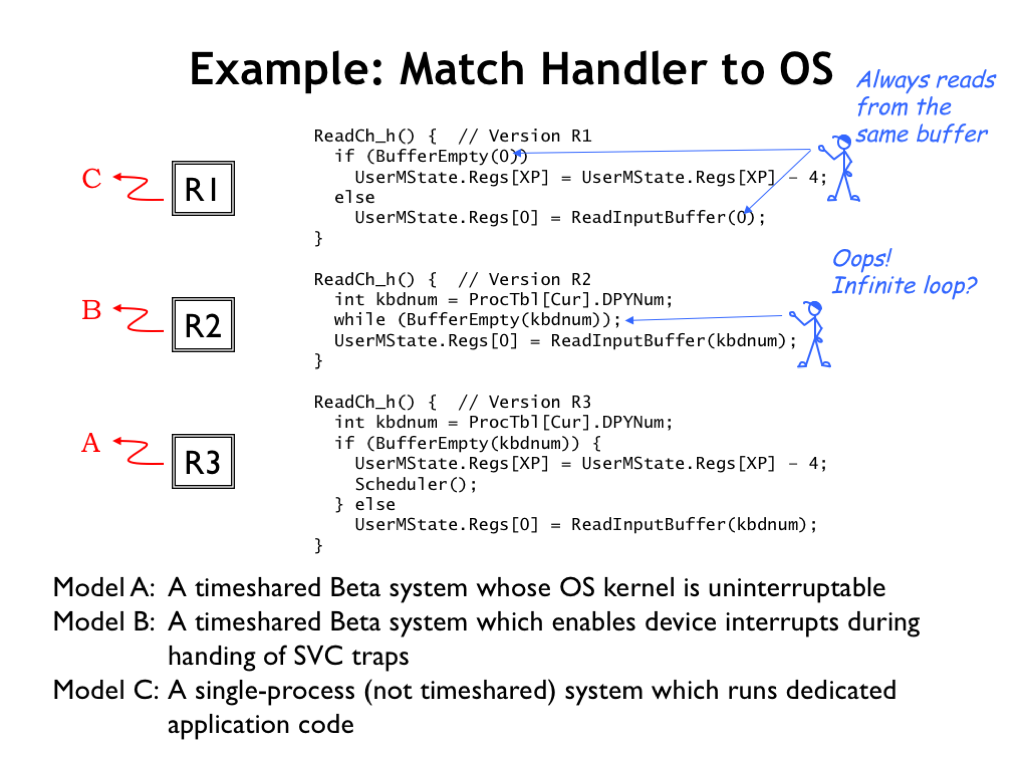 Example: Match Handler to OS
Always reads
from the
same buffer
ReadCh_h() {  // Version R1
  if (BufferEmpty(0))
    UserMState.Regs[XP] = UserMState.Regs[XP] – 4;
  else
    UserMState.Regs[0] = ReadInputBuffer(0);
}
C
R1
Oops!
Infinite loop?
ReadCh_h() {  // Version R2
  int kbdnum = ProcTbl[Cur].DPYNum;
  while (BufferEmpty(kbdnum));
  UserMState.Regs[0] = ReadInputBuffer(kbdnum);
}
B
R2
ReadCh_h() {  // Version R3
  int kbdnum = ProcTbl[Cur].DPYNum;
  if (BufferEmpty(kbdnum)) {
    UserMState.Regs[XP] = UserMState.Regs[XP] – 4;
    Scheduler();
  } else
    UserMState.Regs[0] = ReadInputBuffer(kbdnum);
}
A
R3
Model A: A timeshared Beta system whose OS kernel is uninterruptable
Model B: A timeshared Beta system which enables device interrupts during
handing of SVC traps
Model C: A single-process (not timeshared) system which runs dedicated
application code